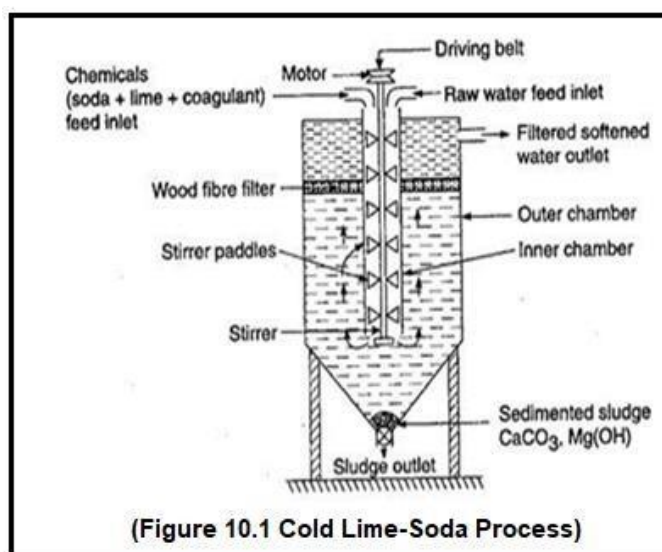 Driving belt
Motor
Chemicals
(soda + lime + coagulant)
feed inlet
Raw water feed inlet
Filtered softened
water outlet
Wood fibre filter
Outer chamber
Stirrer paddles
Inner chamber
Stirrer
Sedimented sludge
CaCO₃, Mg(OH)
Sludge outlet
(Figure 10.1 Cold Lime-Soda Process)